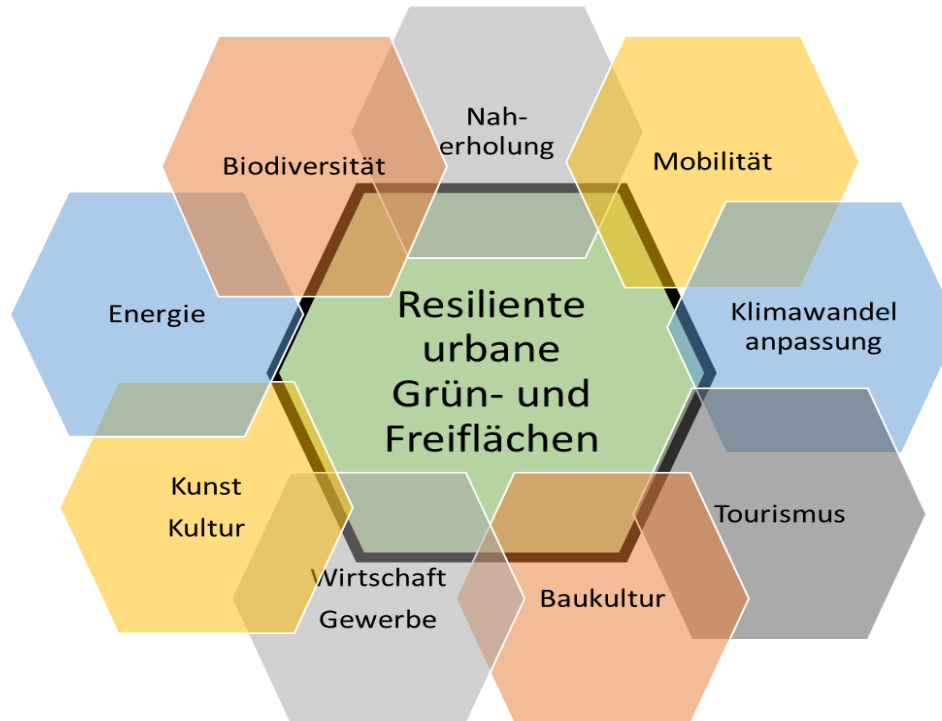 Nah-
erholung
Biodiversität
Mobilität
Energie
Resiliente
urbane
Grün- und
Freiflächen
Klimawandel
anpassung
Kunst
Kultur
Tourismus
Wirtschaft
Gewerbe
Baukultur